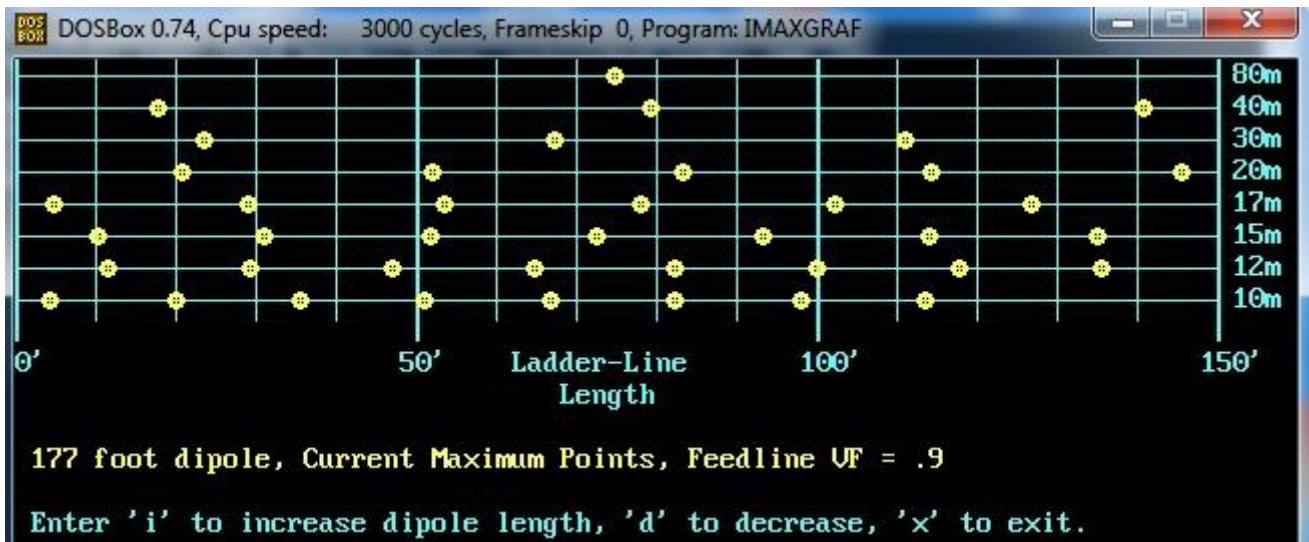 DOS BOX DOSBox 0.74, Cpu speed: 3000 cycles, Frameskip 0, Program: IMAXGRAF
80m
40m
30m
20m
17m
15m
12m
10m
0' 50' Ladder-Line 100' 150'
Length
177 foot dipole, Current Maximum Points, Feedline VF = .9
Enter 'i' to increase dipole length, 'd' to decrease, 'x' to exit.